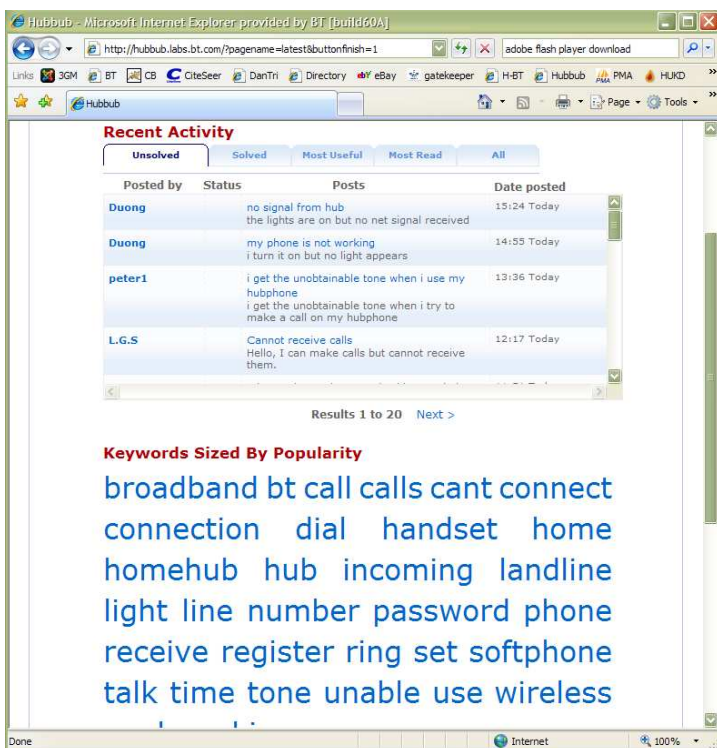 Hubbub - Microsoft Internet Explorer provided by BT [build60A]
http://hubbub.labs.bt.com/?pagename=latest&buttonfinish=1
adobe flash player download
Links 3GM BT CB CiteSeer DanTri Directory eBay gatekeeper H-BT Hubbub PMA HUKD »
Hubbub Page Tools »
Recent Activity
Unsolved Solved Most Useful Most Read All
Posted by Status Posts Date posted
Duong no signal from hub 15:24 Today
the lights are on but no net signal received
Duong my phone is not working 14:55 Today
i turn it on but no light appears
peter1 i get the unobtainable tone when i use my 13:36 Today
hubphone
i get the unobtainable tone when i try to
make a call on my hubphone
L.G.S Cannot receive calls 12:17 Today
Hello, I can make calls but cannot receive
them.
Results 1 to 20 Next >
Keywords Sized By Popularity
broadband bt call calls cant connect
connection dial handset home
homehub hub incoming landline
light line number password phone
receive register ring set softphone
talk time tone unable use wireless
Done Internet 100%